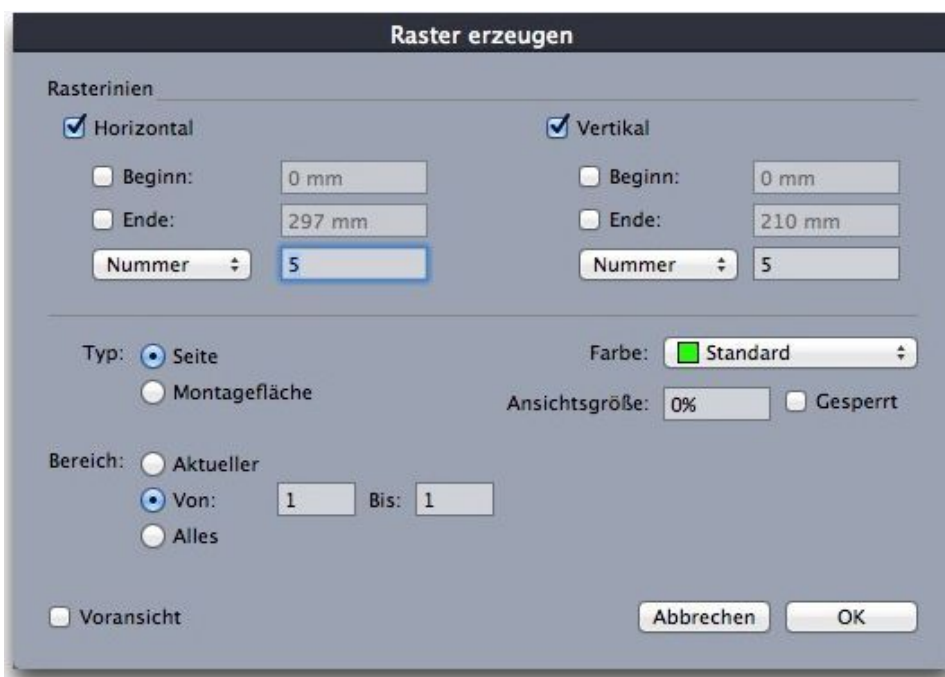 Raster erzeugen
Rasterinien
Horizontal Vertikal
Beginn: 0 mm Beginn: 0 mm
Ende: 297 mm Ende: 210 mm
Nummer 5 Nummer 5
Typ: Seite Farbe: Standard
Montagefläche Ansichtsgröße: 0% Gesperrt
Bereich: Aktueller
Von: 1 Bis: 1
Alles
Voransicht Abbrechen OK